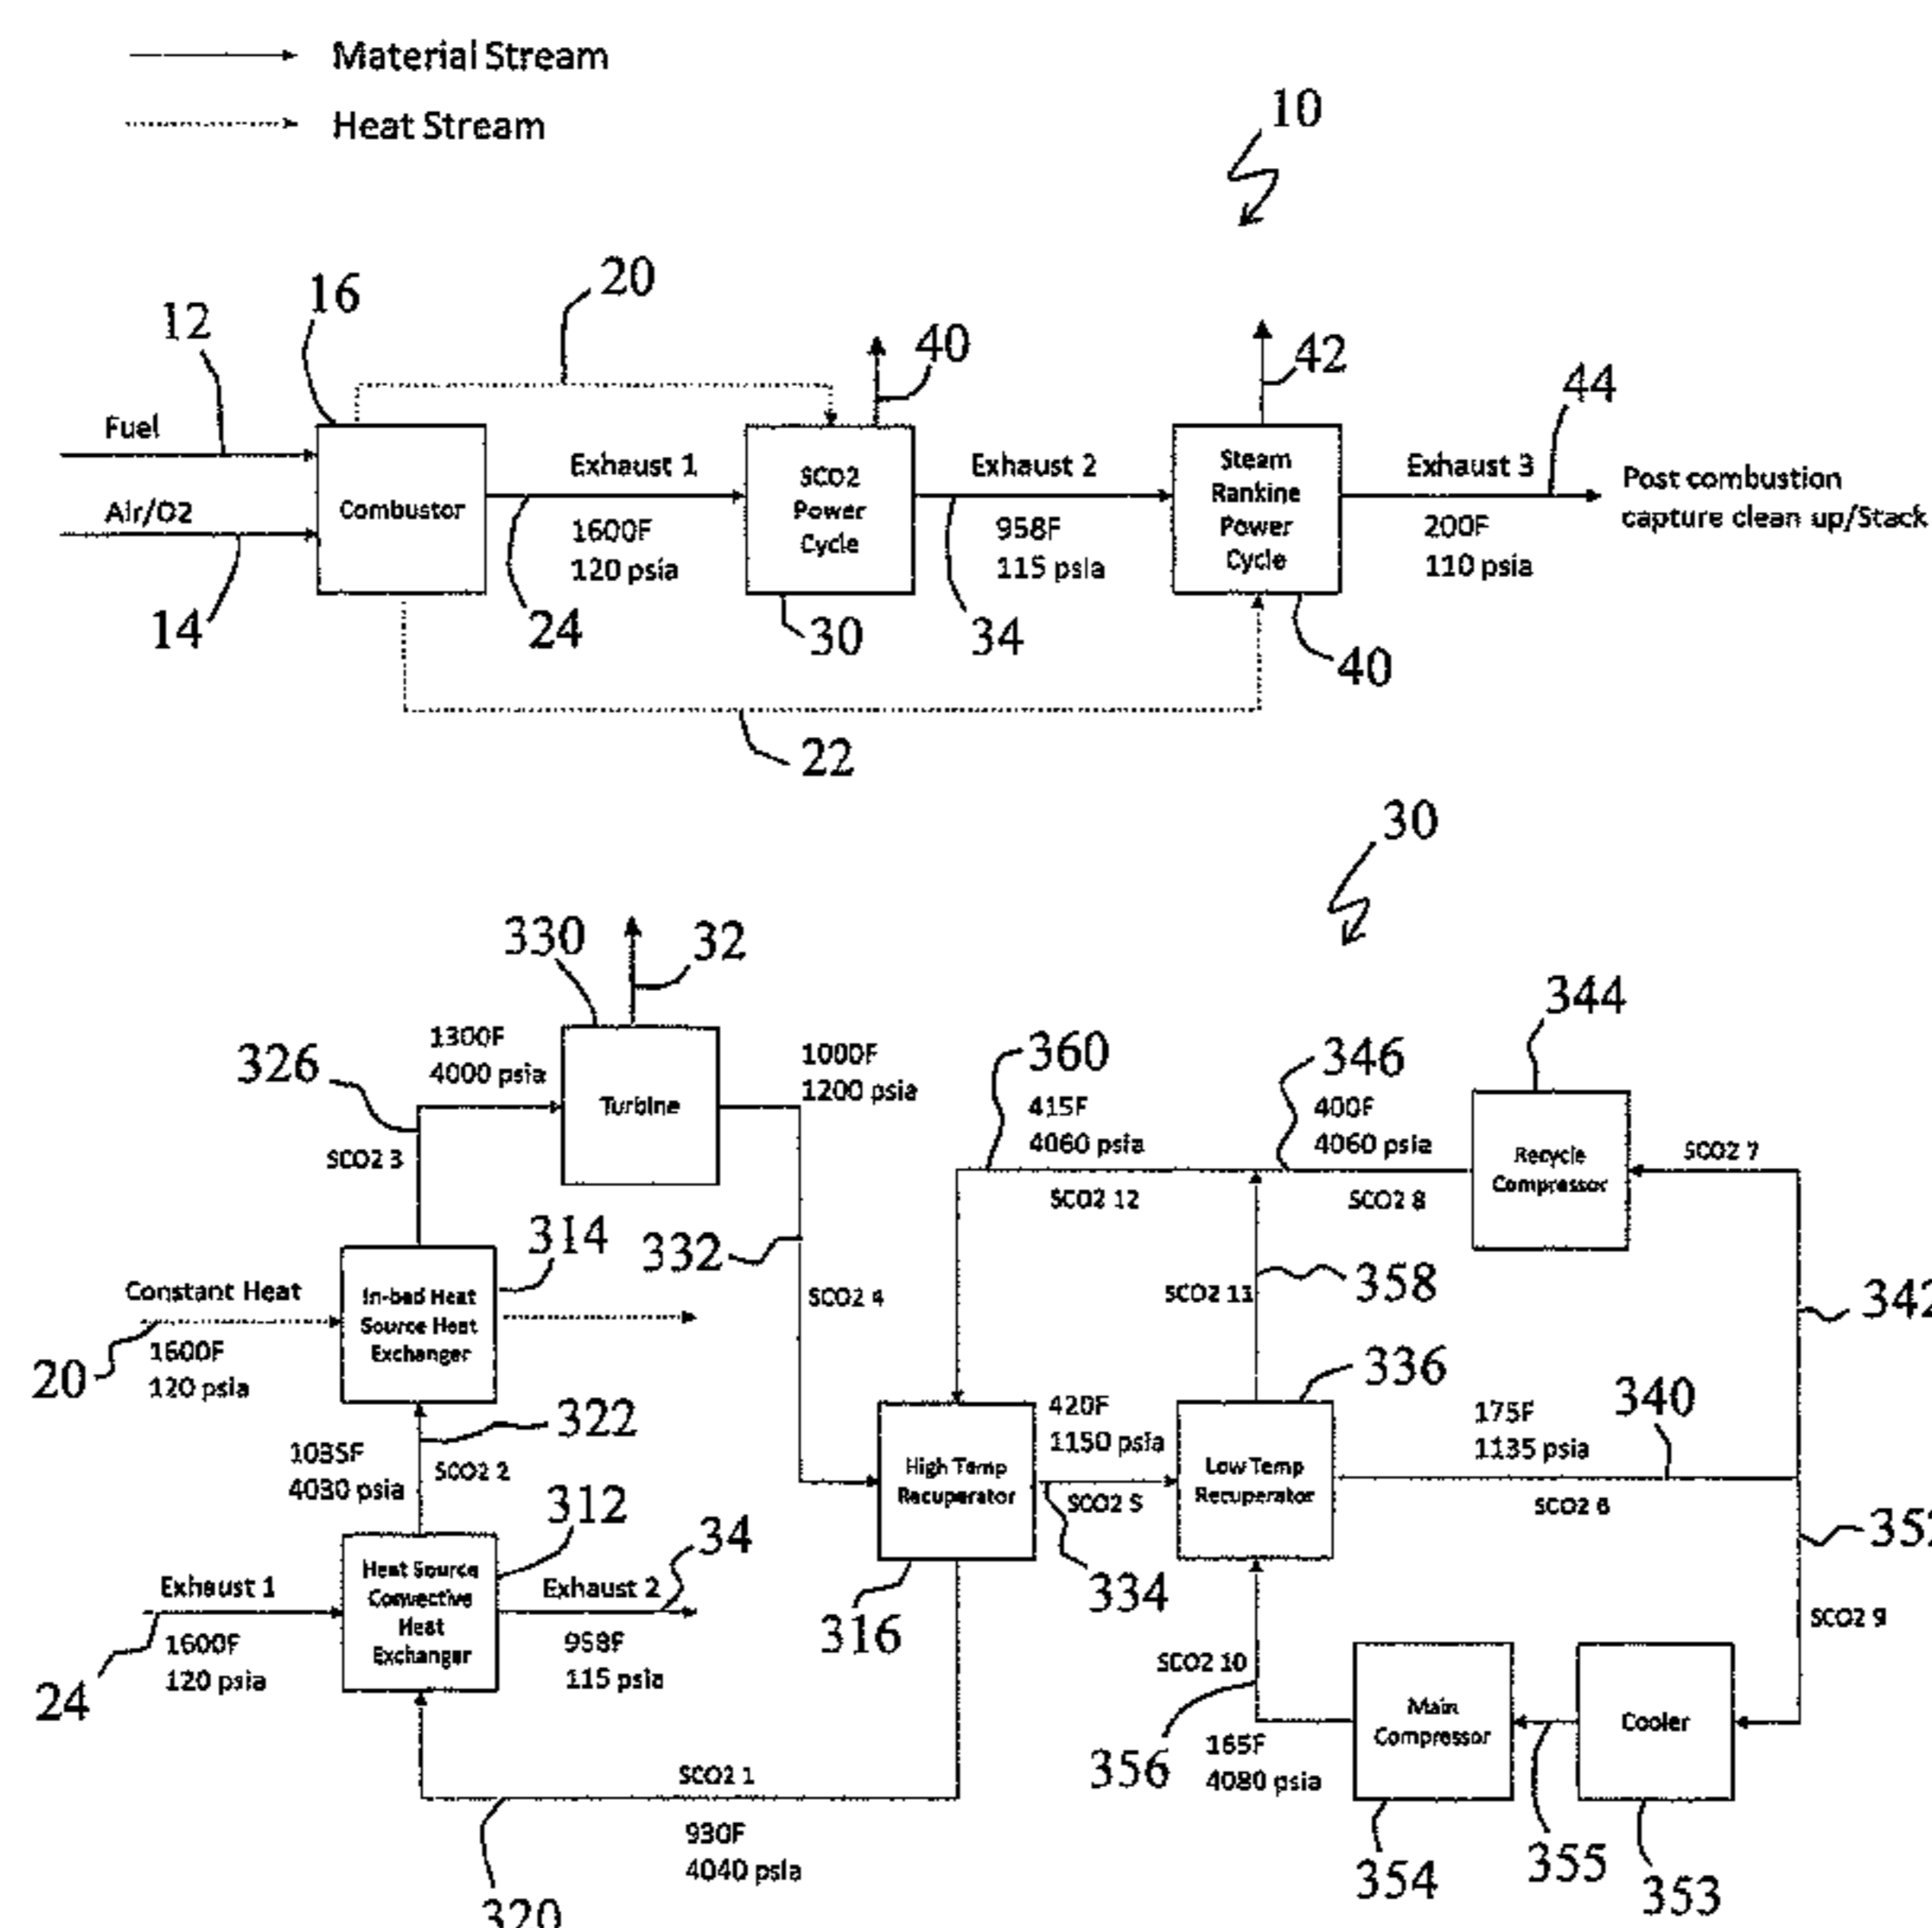 Material Stream
Heat Stream
10
20
16
12
40
42
44
Fuel
Air/O2
Combustor
Exhaust 1
1600F
120 psia
SCO2
Power
Cycle
Exhaust 2
958F
115 psia
Steam
Rankine
Power
Cycle
Exhaust 3
200F
110 psia
Post combustion
capture clean up/Stack
14
24
30
34
40
22
30
330
32
344
326
1300F
4000 psia
Turbine
1000F
1200 psia
360
415F
4060 psia
346
400F
4060 psia
Recycle
Compressor
SCO2 7
SCO2 3
SCO2 12
SCO2 8
314
332
Constant Heat
In-bed Heat
Source Heat
Exchanger
SCO2 4
SCO2 11
358
342
20
1600F
120 psia
336
322
420F
1150 psia
175F
1135 psia
340
1035F
4030 psia
SCO2 2
High Temp
Recuperator
SCO2 5
Low Temp
Recuperator
SCO2 6
312
352
Heat Source
Convective
Heat
Exchanger
Exhaust 1
Exhaust 2
34
334
316
SCO2 9
24
1600F
120 psia
958F
115 psia
SCO2 10
356
165F
4080 psia
Main
Compressor
Cooler
SCO2 1
930F
4040 psia
320
354
355
353